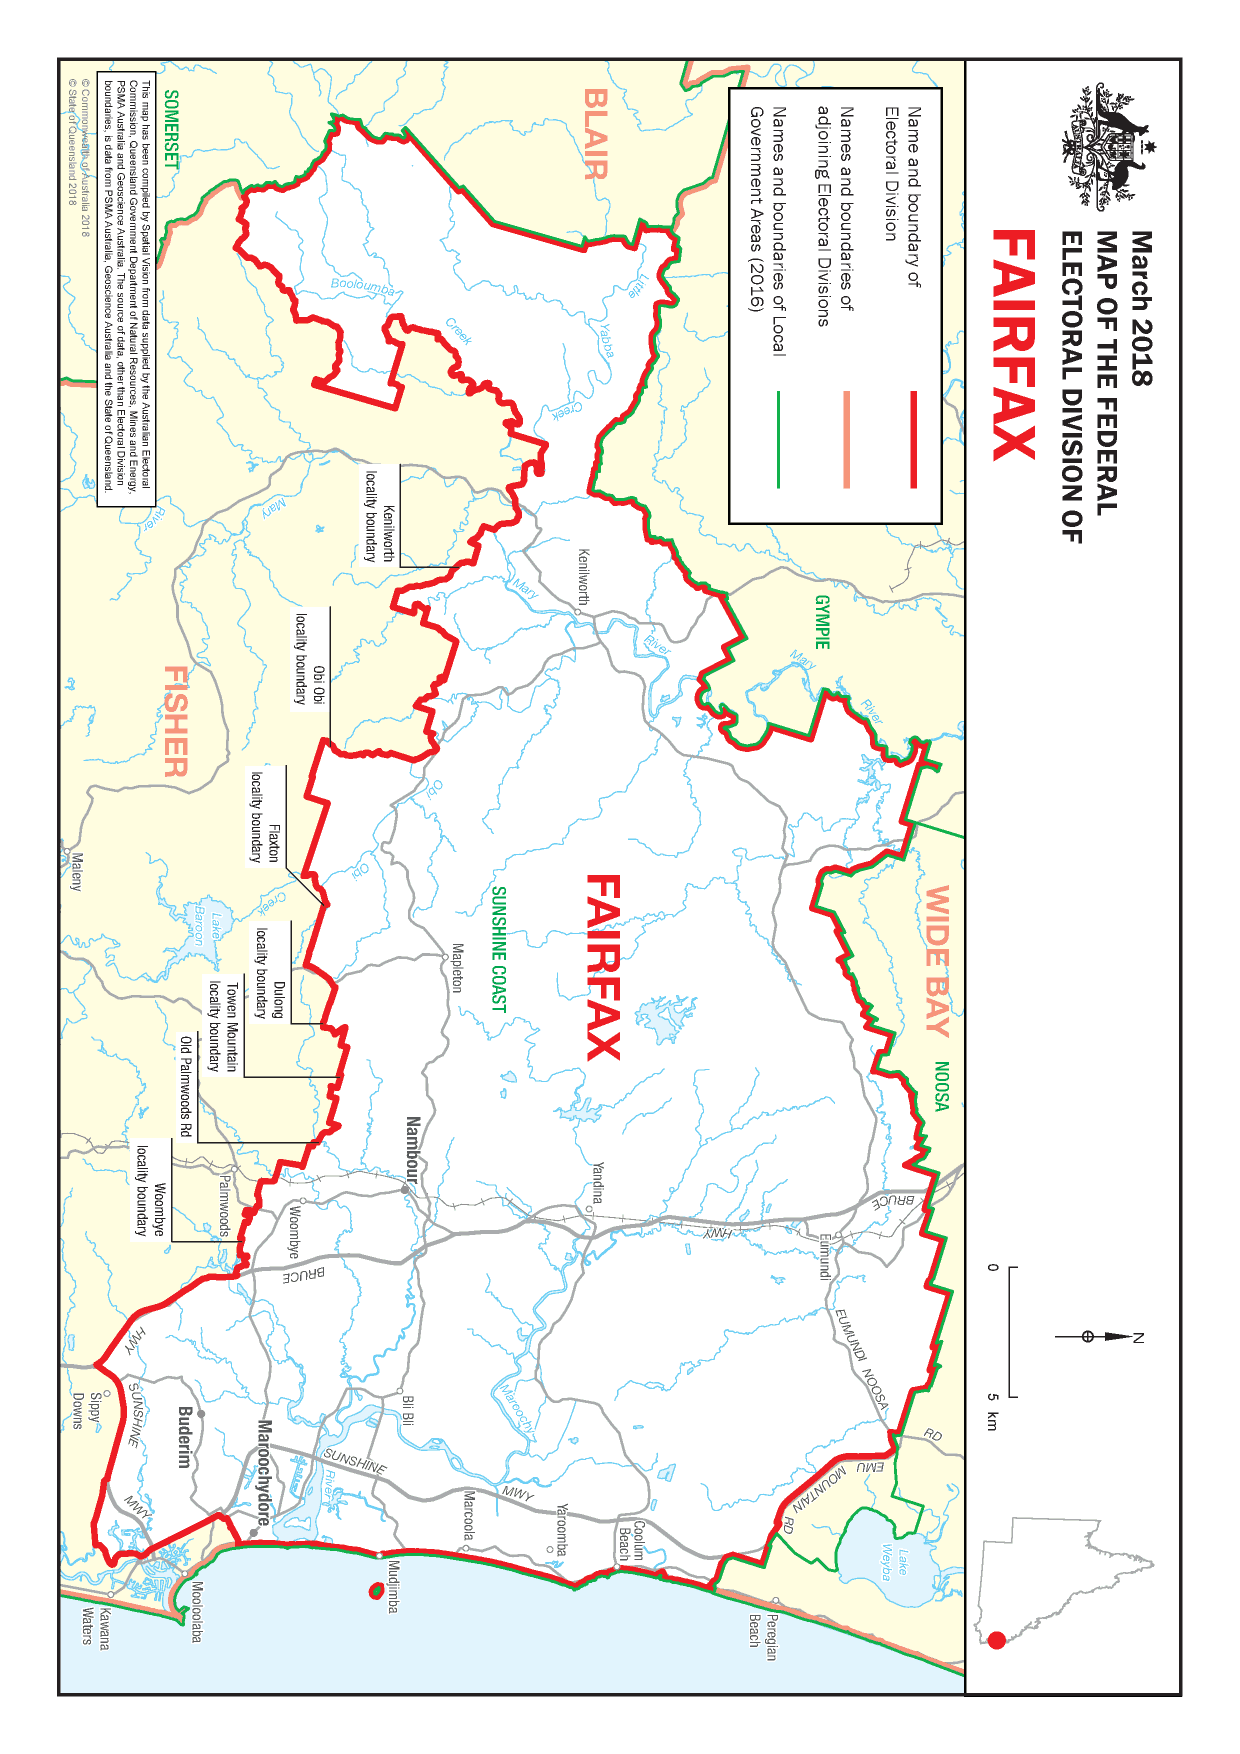 March 2018
MAP OF THE FEDERAL
ELECTORAL DIVISION OF
FAIRFAX
N
0
5 km
Name and boundary of
Electoral Division
Names and boundaries of
adjoining Electoral Divisions
Names and boundaries of Local
Government Areas (2016)
BLAIR
SOMERSET
GYMPIE
WIDE BAY
NOOSA
FISHER
FAIRFAX
SUNSHINE COAST
Booloumba
Creek
Little
Yabba
Creek
Kenilworth
Mary
River
Mary
River
Mary
River
Kenilworth
locality boundary
Obi Obi
locality boundary
Flaxton
locality boundary
Dulong
locality boundary
Towen Mountain
locality boundary
Old Palmwoods Rd
Woombye
locality boundary
Obi
Obi
Creek
Lake
Baroon
Maleny
Mapleton
Nambour
Yandina
Eumundi
BRUCE
HWY
BRUCE
HWY
Palmwoods
Woombye
EUMUNDI NOOSA
RD
EMU
MOUNTAIN
RD
Lake
Weyba
Maroochy
River
Bli Bli
SUNSHINE
MWY
SUNSHINE
MWY
Sippy
Downs
Buderim
Maroochydore
Marcoola
Yaroomba
Coolum
Beach
Peregian
Beach
Mudjimba
Mooloolaba
Kawana
Waters
This map has been compiled by Spatial Vision from data supplied by the Australian Electoral
Commission, Queensland Government Department of Natural Resources, Mines and Energy,
PSMA Australia and Geoscience Australia. The source of data, other than Electoral Division
boundaries, is data from PSMA Australia, Geoscience Australia and the State of Queensland.
© Commonwealth of Australia 2018
© State of Queensland 2018